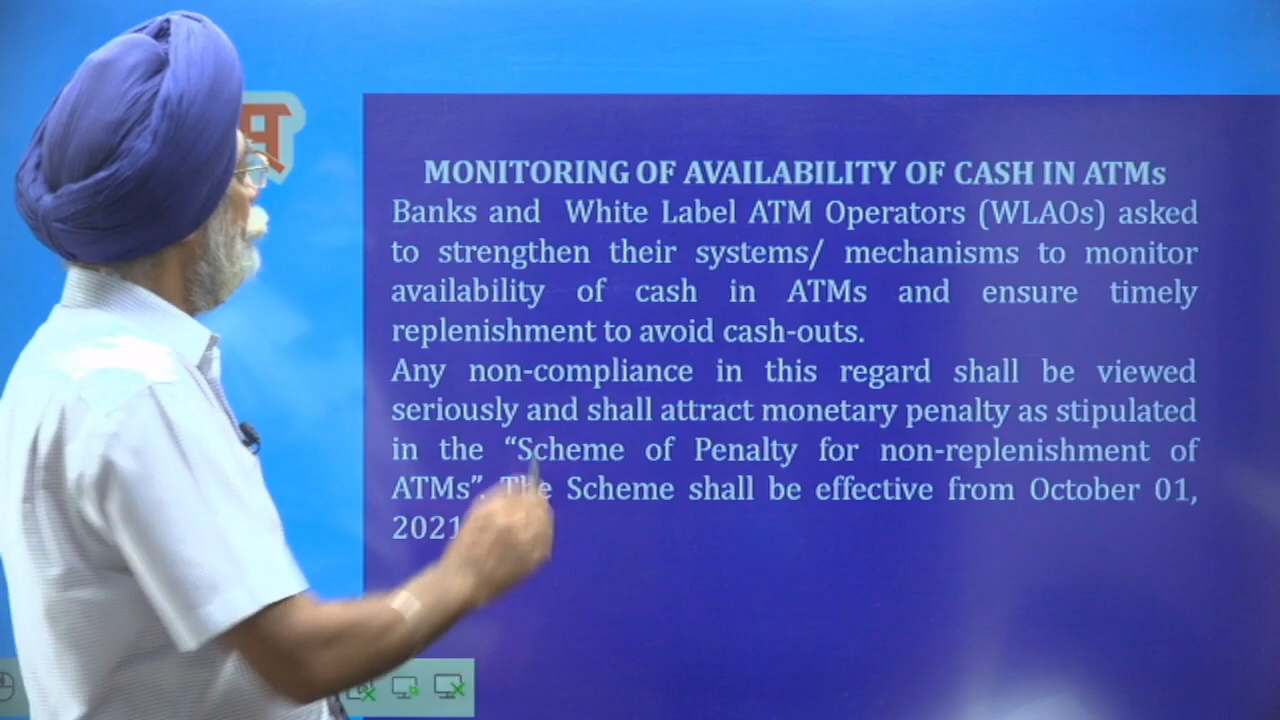 म
MONITORING OF AVAILABILITY OF CASH IN ATMs
Banks and White Label ATM Operators (WLAOs) asked
to strengthen their systems/ mechanisms to monitor
availability of cash in ATMs and ensure timely
replenishment to avoid cash-outs.
Any non-compliance in this regard shall be viewed
seriously and shall attract monetary penalty as stipulated
in the “Scheme of Penalty for non-replenishment of
ATMs”. The Scheme shall be effective from October 01,
2021